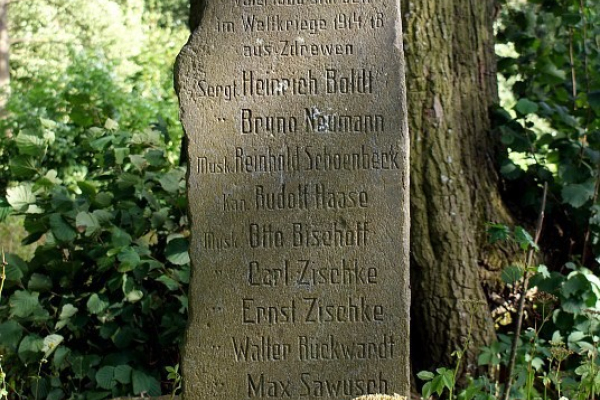 im Weltkriege 1914/18
aus Zdrewen
Sergt Heinrich Boldt
" Bruno Neumann
Musk. Reinhold Schoenbeck
Kan. Rudolf Haase
Musk. Otto Bischoff
" Carl Zischke
" Ernst Zischke
" Walter Rückwardt
" Max Sawusch